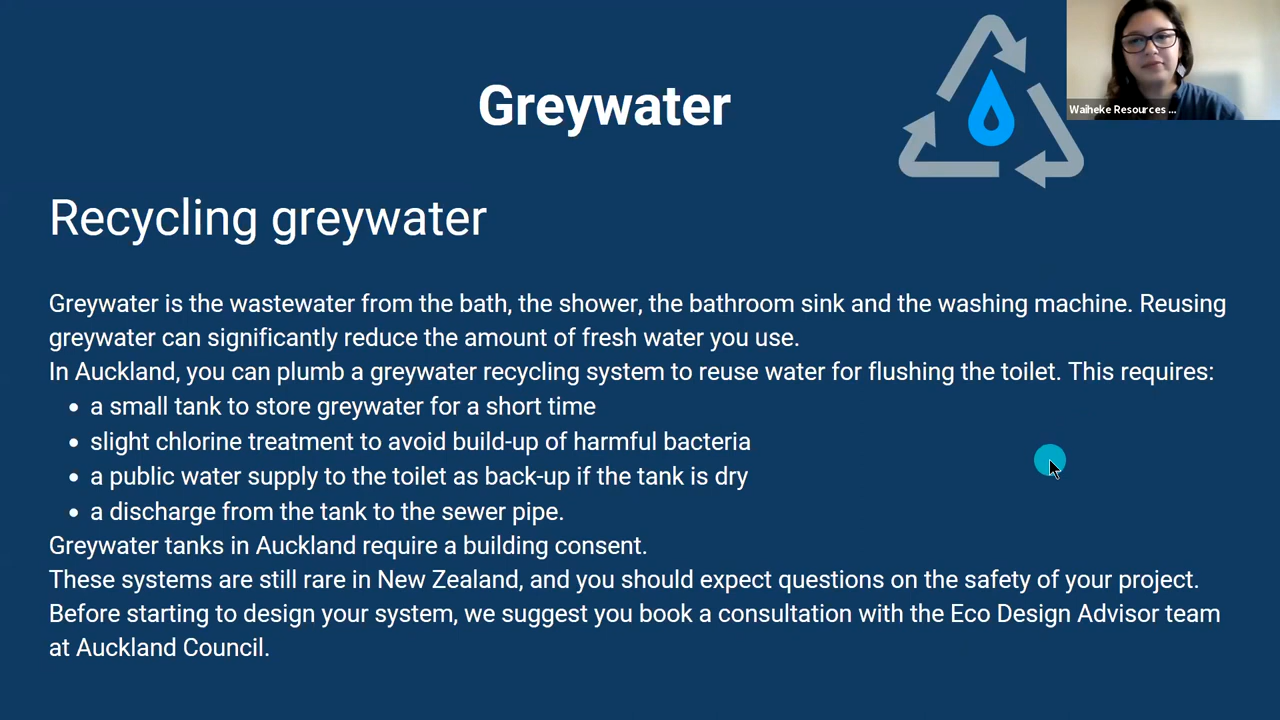 Waiheke Resources ...
Greywater
Recycling greywater
Greywater is the wastewater from the bath, the shower, the bathroom sink and the washing machine. Reusing
greywater can significantly reduce the amount of fresh water you use.
In Auckland, you can plumb a greywater recycling system to reuse water for flushing the toilet. This requires:
• a small tank to store greywater for a short time
• slight chlorine treatment to avoid build-up of harmful bacteria
• a public water supply to the toilet as back-up if the tank is dry
• a discharge from the tank to the sewer pipe.
Greywater tanks in Auckland require a building consent.
These systems are still rare in New Zealand, and you should expect questions on the safety of your project.
Before starting to design your system, we suggest you book a consultation with the Eco Design Advisor team
at Auckland Council.